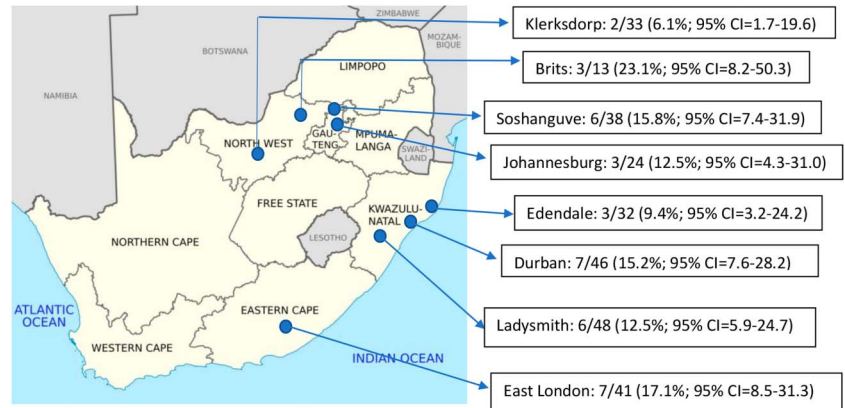 ZIMBABWE
BOTSWANA
MOZAM-
BIQUE
NAMIBIA
LIMPOPO
NORTH WEST
GAU-
TENG
MPUMA-
LANGA
SWAZI-
LAND
FREE STATE
KWAZULU-
NATAL
LESOTHO
NORTHERN CAPE
EASTERN CAPE
WESTERN CAPE
ATLANTIC
OCEAN
INDIAN OCEAN
Klerksdorp: 2/33 (6.1%; 95% CI=1.7-19.6)
Brits: 3/13 (23.1%; 95% CI=8.2-50.3)
Soshanguve: 6/38 (15.8%; 95% CI=7.4-31.9)
Johannesburg: 3/24 (12.5%; 95% CI=4.3-31.0)
Edendale: 3/32 (9.4%; 95% CI=3.2-24.2)
Durban: 7/46 (15.2%; 95% CI=7.6-28.2)
Ladysmith: 6/48 (12.5%; 95% CI=5.9-24.7)
East London: 7/41 (17.1%; 95% CI=8.5-31.3)